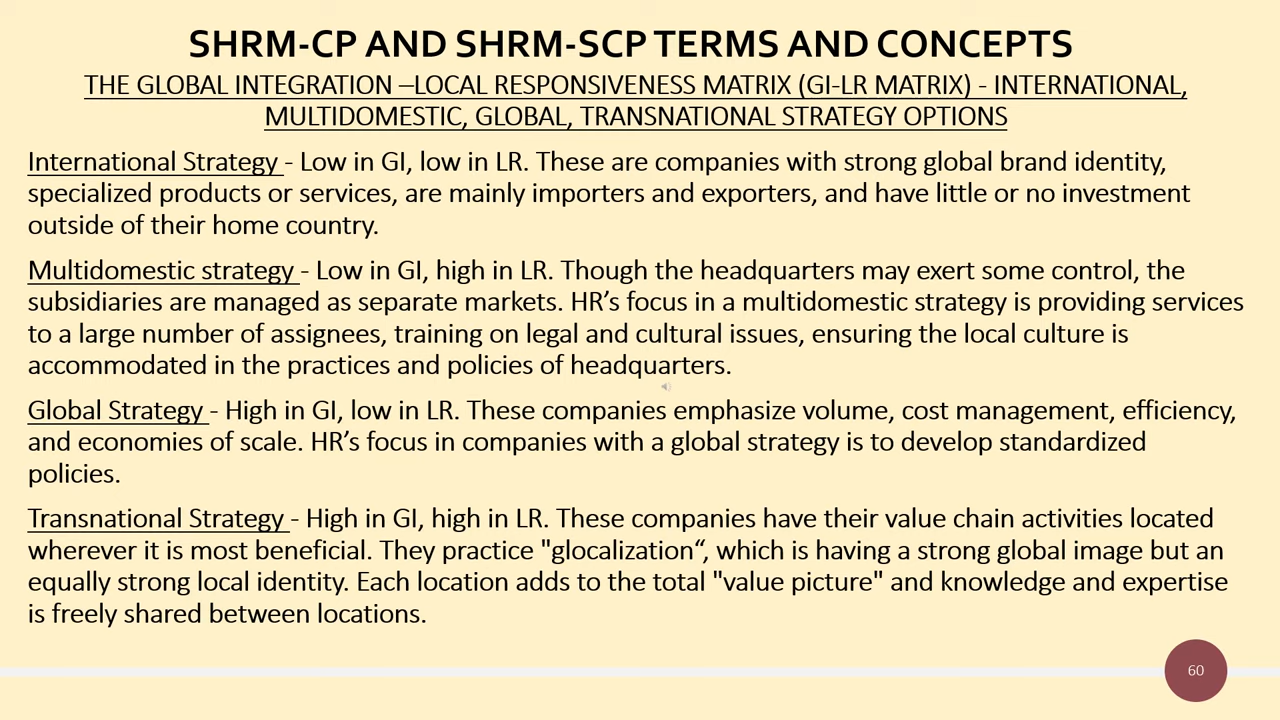 SHRM-CP AND SHRM-SCP TERMS AND CONCEPTS
THE GLOBAL INTEGRATION –LOCAL RESPONSIVENESS MATRIX (GI-LR MATRIX) - INTERNATIONAL,
MULTIDOMESTIC, GLOBAL, TRANSNATIONAL STRATEGY OPTIONS
International Strategy - Low in GI, low in LR. These are companies with strong global brand identity,
specialized products or services, are mainly importers and exporters, and have little or no investment
outside of their home country.
Multidomestic strategy - Low in GI, high in LR. Though the headquarters may exert some control, the
subsidiaries are managed as separate markets. HR’s focus in a multidomestic strategy is providing services
to a large number of assignees, training on legal and cultural issues, ensuring the local culture is
accommodated in the practices and policies of headquarters.
Global Strategy - High in GI, low in LR. These companies emphasize volume, cost management, efficiency,
and economies of scale. HR’s focus in companies with a global strategy is to develop standardized
policies.
Transnational Strategy - High in GI, high in LR. These companies have their value chain activities located
wherever it is most beneficial. They practice "glocalization“, which is having a strong global image but an
equally strong local identity. Each location adds to the total "value picture" and knowledge and expertise
is freely shared between locations.
60